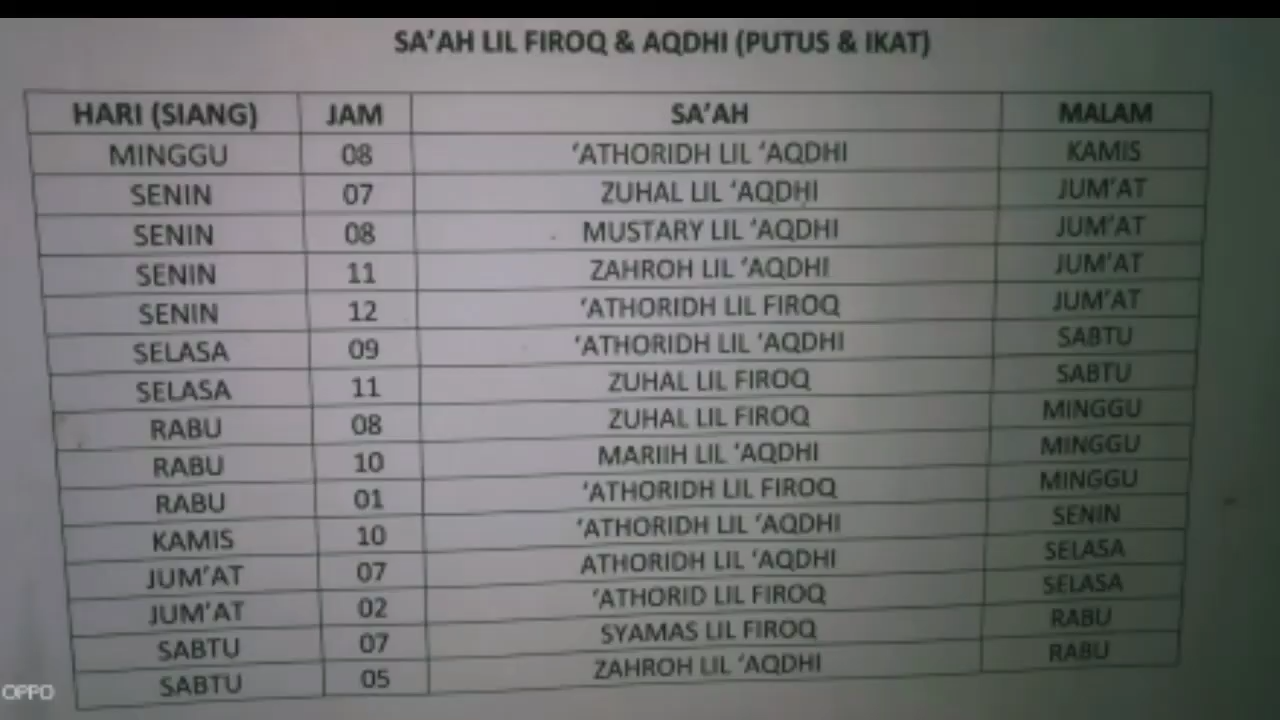 SA'AH LIL FIROQ & AQDHI (PUTUS & IKAT)
HARI (SIANG) JAM SA'AH MALAM
MINGGU 08 'ATHORIDH LIL 'AQDHI KAMIS
SENIN 07 ZUHAL LIL 'AQDHI JUM'AT
SENIN 08 MUSTARY LIL 'AQDHI JUM'AT
SENIN 11 ZAHROH LIL 'AQDHI JUM'AT
SENIN 12 'ATHORIDH LIL FIROQ JUM'AT
SELASA 09 'ATHORIDH LIL 'AQDHI SABTU
SELASA 11 ZUHAL LIL FIROQ SABTU
RABU 08 ZUHAL LIL FIROQ MINGGU
RABU 10 MARIIH LIL 'AQDHI MINGGU
RABU 01 'ATHORIDH LIL FIROQ MINGGU
KAMIS 10 'ATHORIDH LIL 'AQDHI SENIN
JUM'AT 07 ATHORIDH LIL 'AQDHI SELASA
JUM'AT 02 'ATHORID LIL FIROQ SELASA
SABTU 07 SYAMAS LIL FIROQ RABU
SABTU 05 ZAHROH LIL 'AQDHI RABU
OPPO